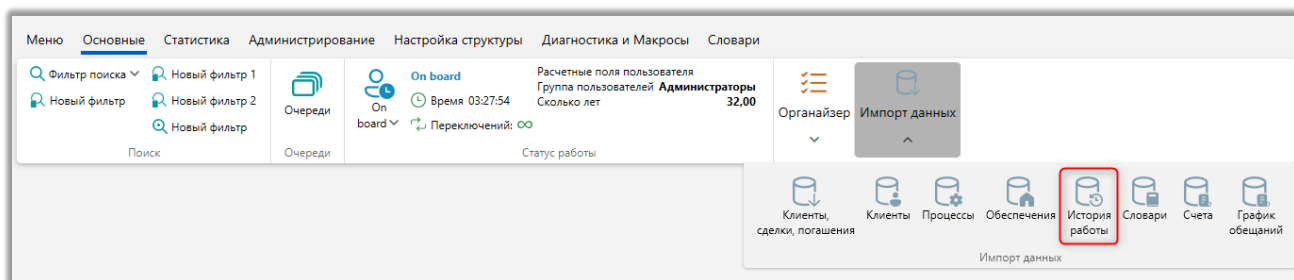 Меню Основные Статистика Администрирование Настройка структуры Диагностика и Макросы Словари
Фильтр поиска Новый фильтр 1
Новый фильтр Новый фильтр 2
Новый фильтр
Поиск
Очереди
Очереди
On board
On board
Время 03:27:54
Переключений: ∞
Расчетные поля пользователя
Группа пользователей Администраторы
Сколько лет 32,00
Статус работы
Органайзер
Импорт данных
Клиенты, сделки, погашения
Клиенты
Процессы
Обеспечения
История работы
Словари
Счета
График обещаний
Импорт данных